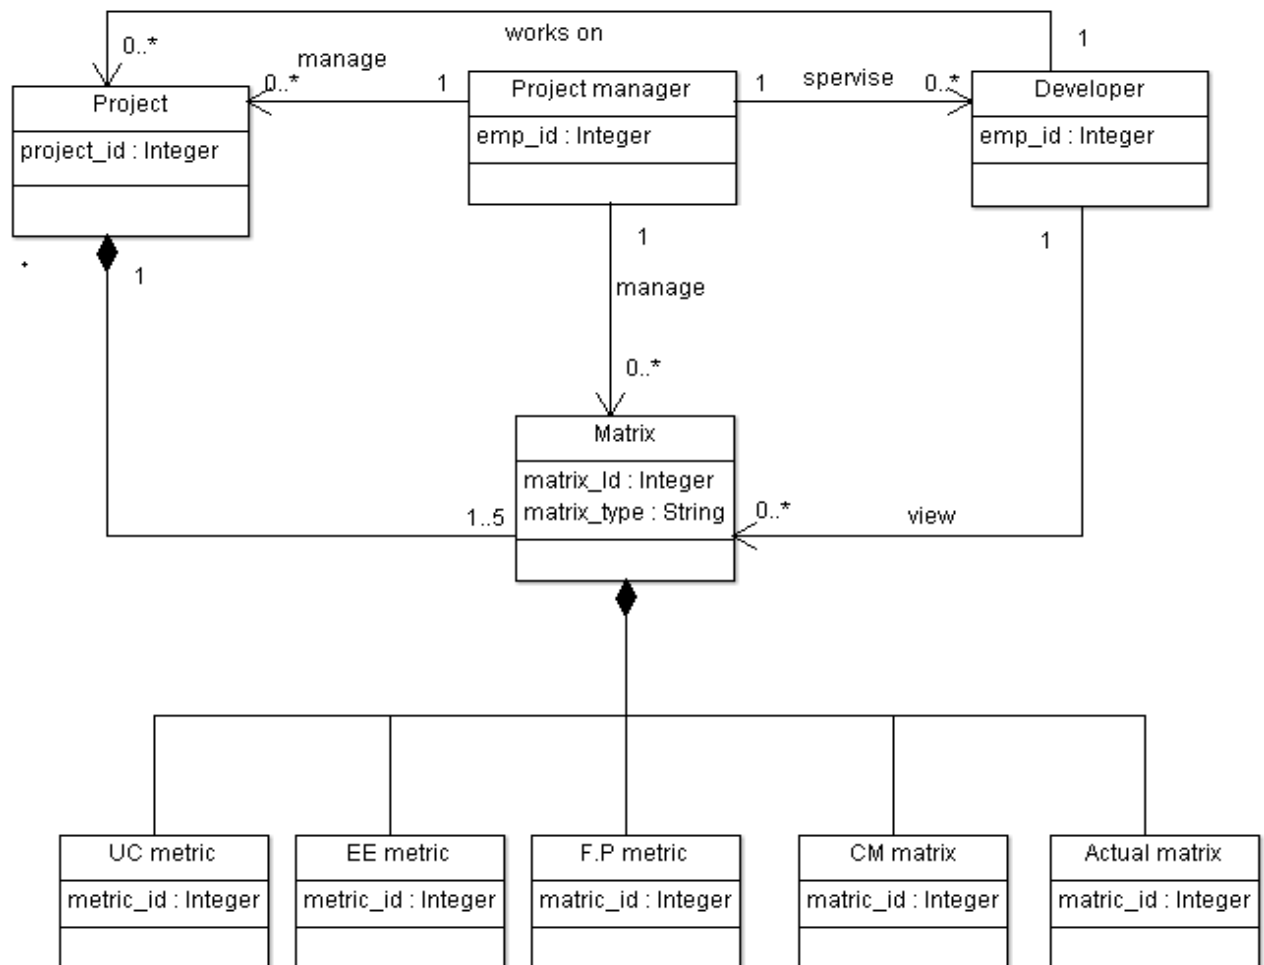 works on
0..*
1
manage
0..*
1
Project manager
1
spervise
0..*
Developer
Project
emp_id : Integer
emp_id : Integer
project_id : Integer
1
1
1
manage
0..*
Matrix
matrix_Id : Integer
matrix_type : String
1..5
0..*
view
UC metric
EE metric
F.P metric
CM matrix
Actual matrix
metric_id : Integer
metric_id : Integer
matric_id : Integer
matric_id : Integer
matric_id : Integer